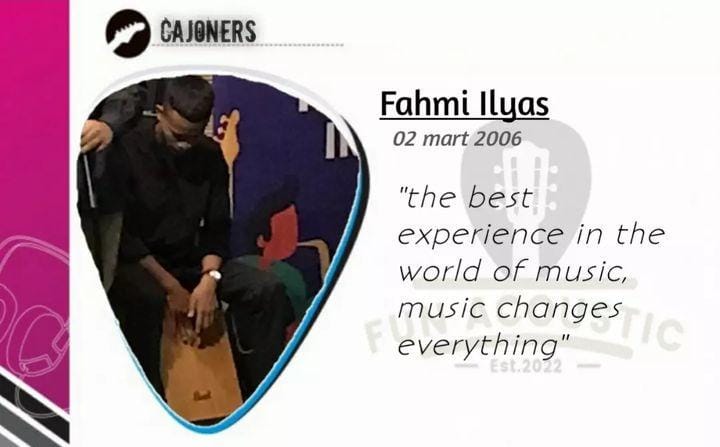 CAJONERS
Fahmi Ilyas
02 mart 2006
"the best
experience in the
world of music,
music changes
everything"
FUN ACOUSTIC
Est.2022